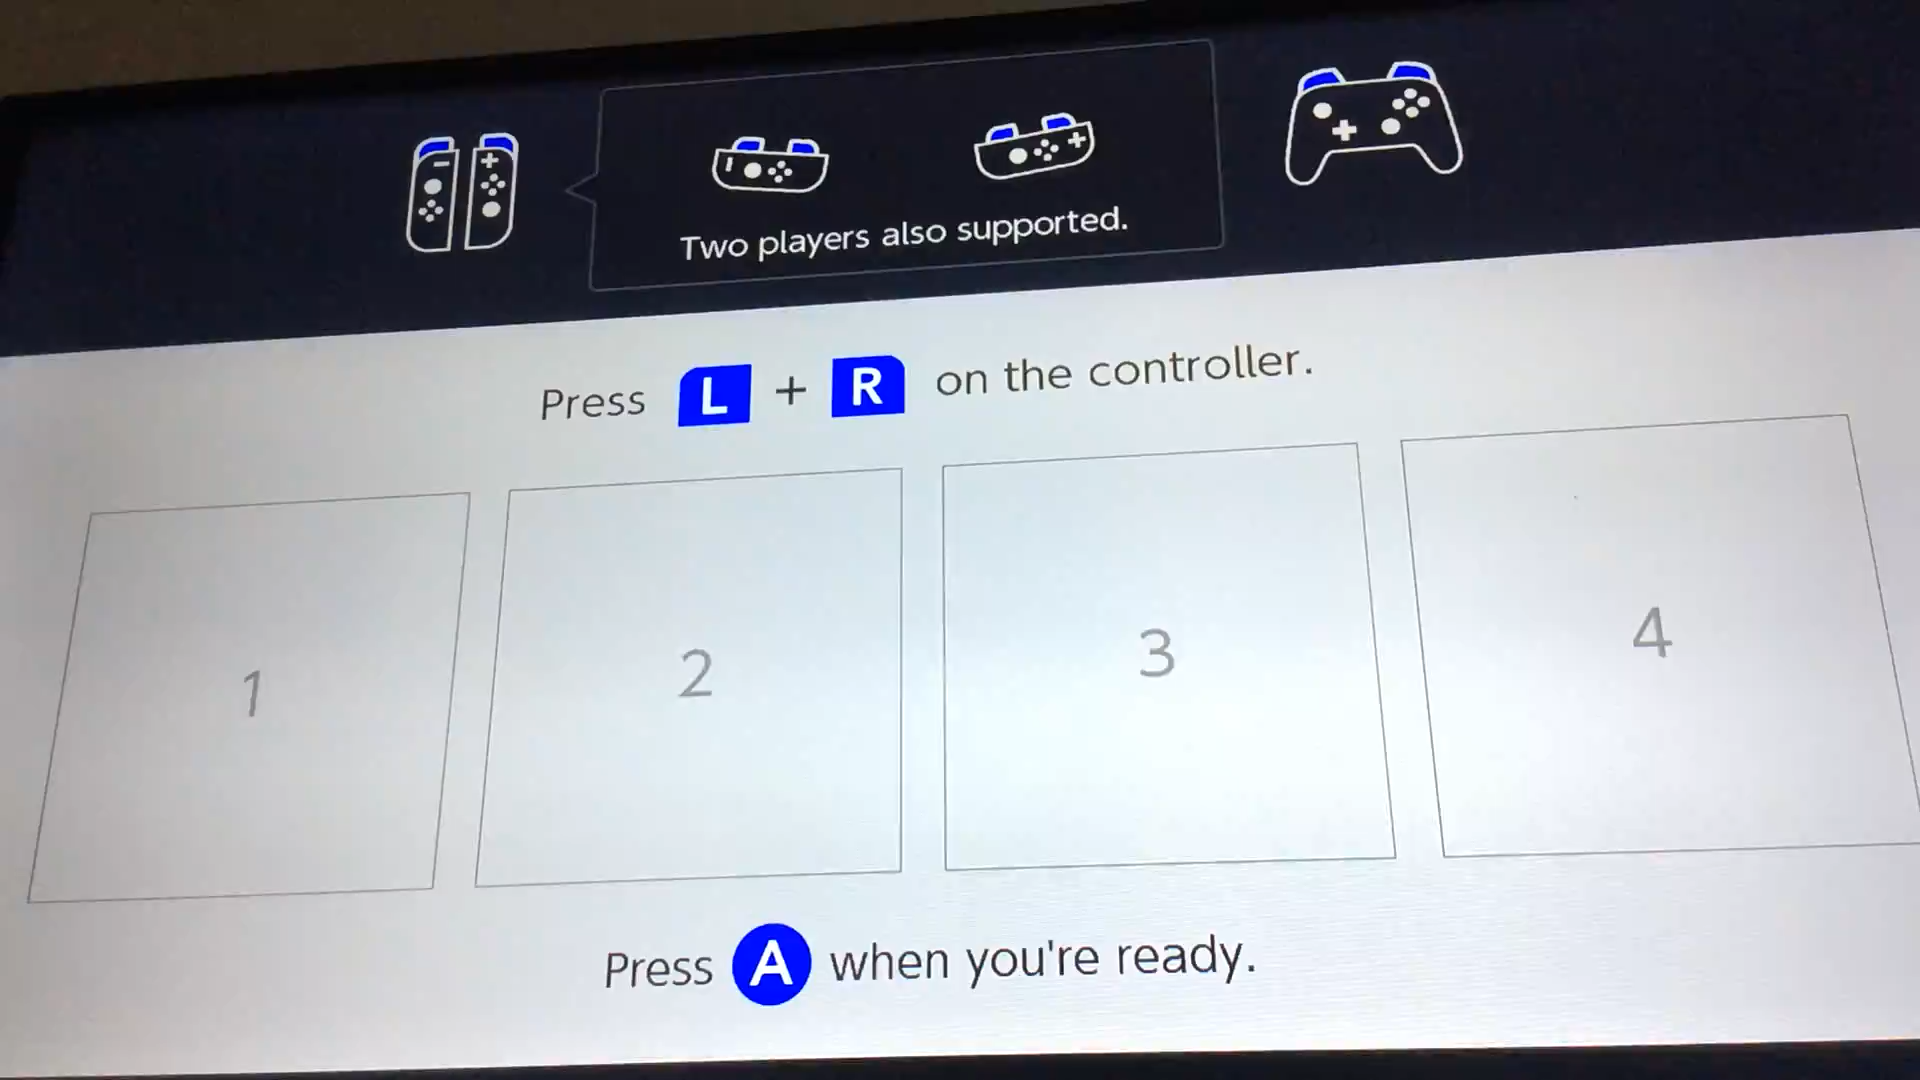 Two players also supported.
Press L + R on the controller.
1 2 3 4
Press A when you're ready.